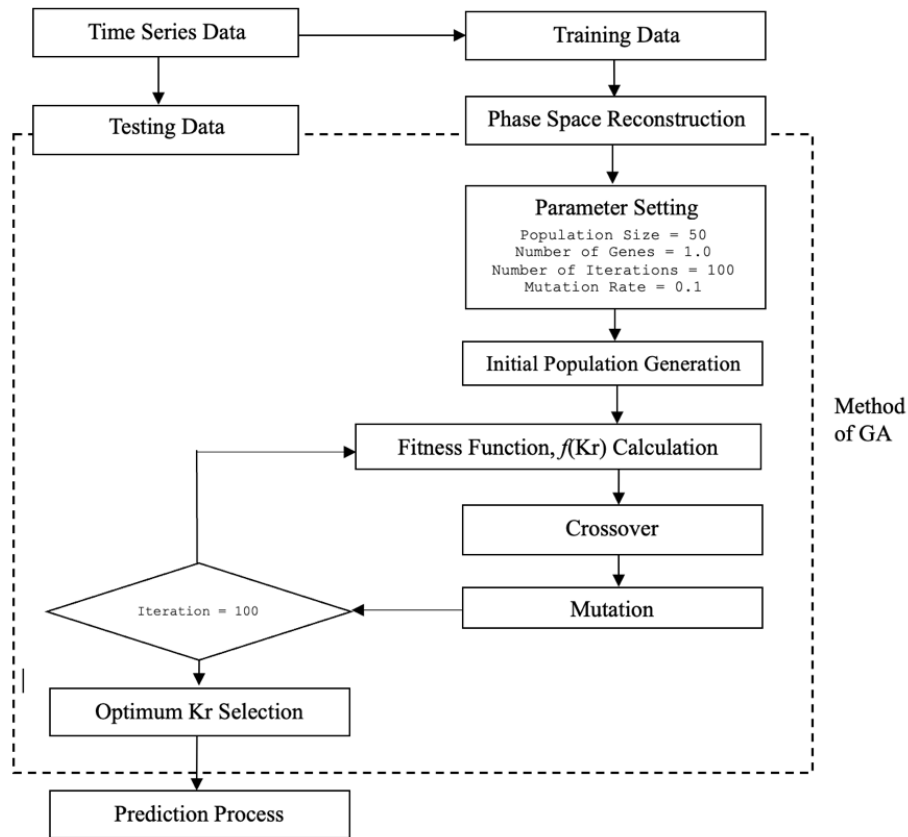 Time Series Data
Training Data
Testing Data
Phase Space Reconstruction
Parameter Setting
Population Size = 50
Number of Genes = 1.0
Number of Iterations = 100
Mutation Rate = 0.1
Initial Population Generation
Method
of GA
Fitness Function, f(Kr) Calculation
Crossover
Iteration = 100
Mutation
Optimum Kr Selection
Prediction Process